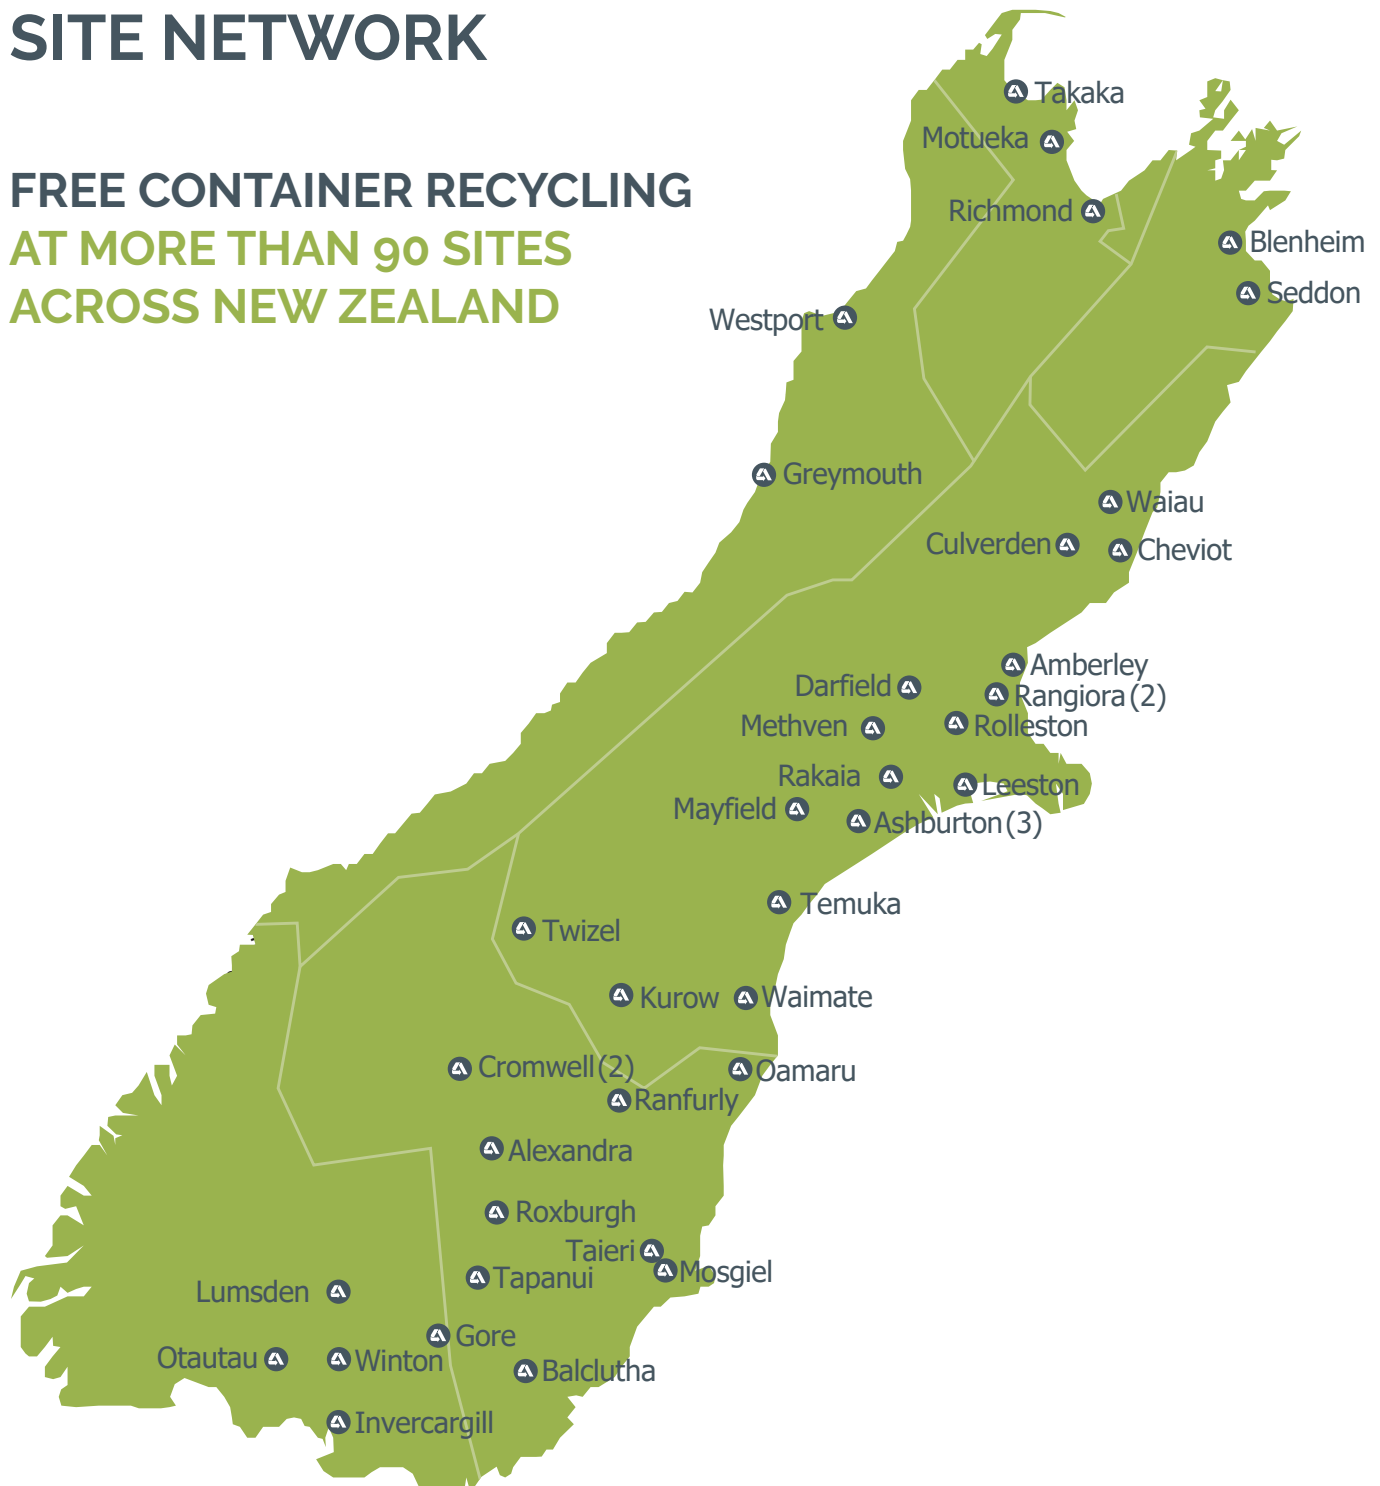 SITE NETWORK
FREE CONTAINER RECYCLING
AT MORE THAN 90 SITES
ACROSS NEW ZEALAND
Takaka
Motueka
Richmond
Blenheim
Seddon
Westport
Greymouth
Waiau
Culverden
Cheviot
Amberley
Darfield
Rangiora (2)
Methven
Rolleston
Rakaia
Leeston
Mayfield
Ashburton (3)
Temuka
Twizel
Kurow
Waimate
Cromwell (2)
Oamaru
Ranfurly
Alexandra
Roxburgh
Taieri
Mosgiel
Tapanui
Lumsden
Gore
Otautau
Winton
Balclutha
Invercargill